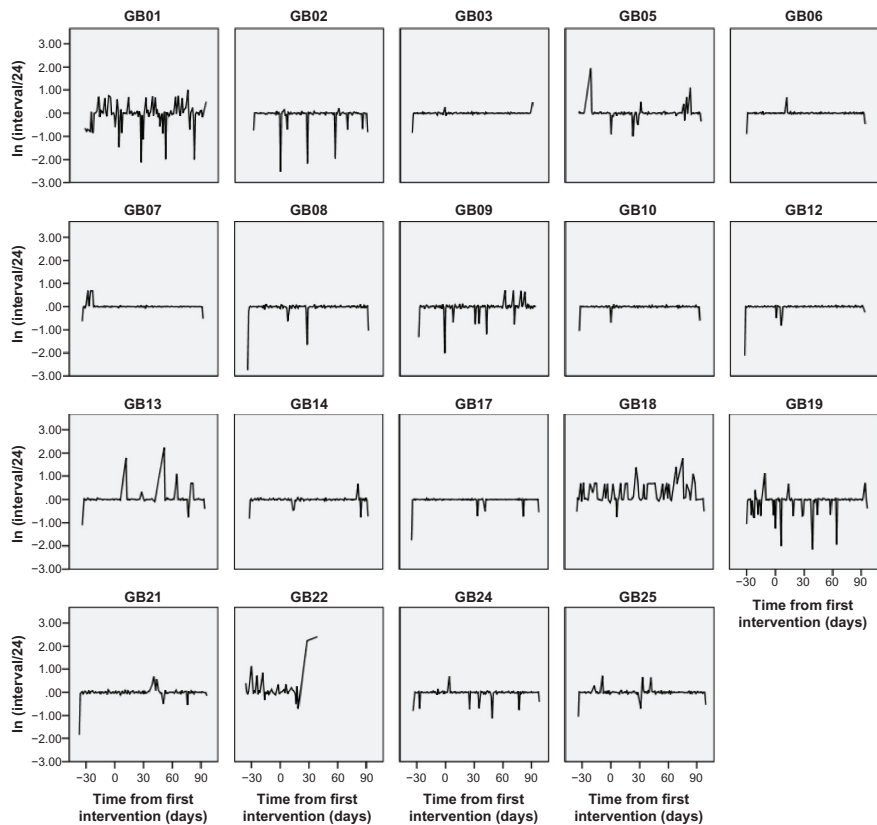 GB01 GB02 GB03 GB05 GB06
3.00
2.00
1.00
.00
−1.00
−2.00
−3.00
ln (interval/24)
GB07 GB08 GB09 GB10 GB12
3.00
2.00
1.00
.00
−1.00
−2.00
−3.00
ln (interval/24)
GB13 GB14 GB17 GB18 GB19
3.00
2.00
1.00
.00
−1.00
−2.00
−3.00
ln (interval/24)
−30 0 30 60 90
Time from first
intervention (days)
GB21 GB22 GB24 GB25
3.00
2.00
1.00
.00
−1.00
−2.00
−3.00
ln (interval/24)
−30 0 30 60 90 −30 0 30 60 90 −30 0 30 60 90 −30 0 30 60 90
Time from first Time from first Time from first Time from first
intervention (days) intervention (days) intervention (days) intervention (days)